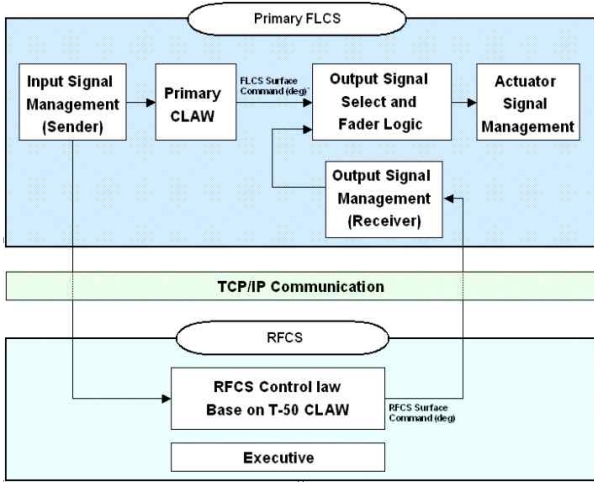 Primary FLCS
Input Signal
Management
(Sender)
Primary
CLAW
FLCS Surface
Command (deg)
Output Signal
Select and
Fader Logic
Actuator
Signal
Management
Output Signal
Management
(Receiver)
TCP/IP Communication
RFCS
RFCS Control law
Base on T-50 CLAW
RFCS Surface
Command (deg)
Executive